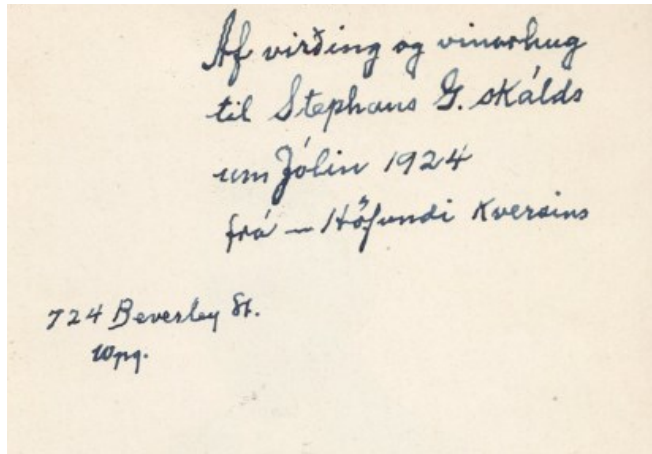 Af virðing og vinarhug
til Stephans G. skálds
um Jólin 1924
frá — Höfundi Kversins
724 Beverley St.
Wpg.